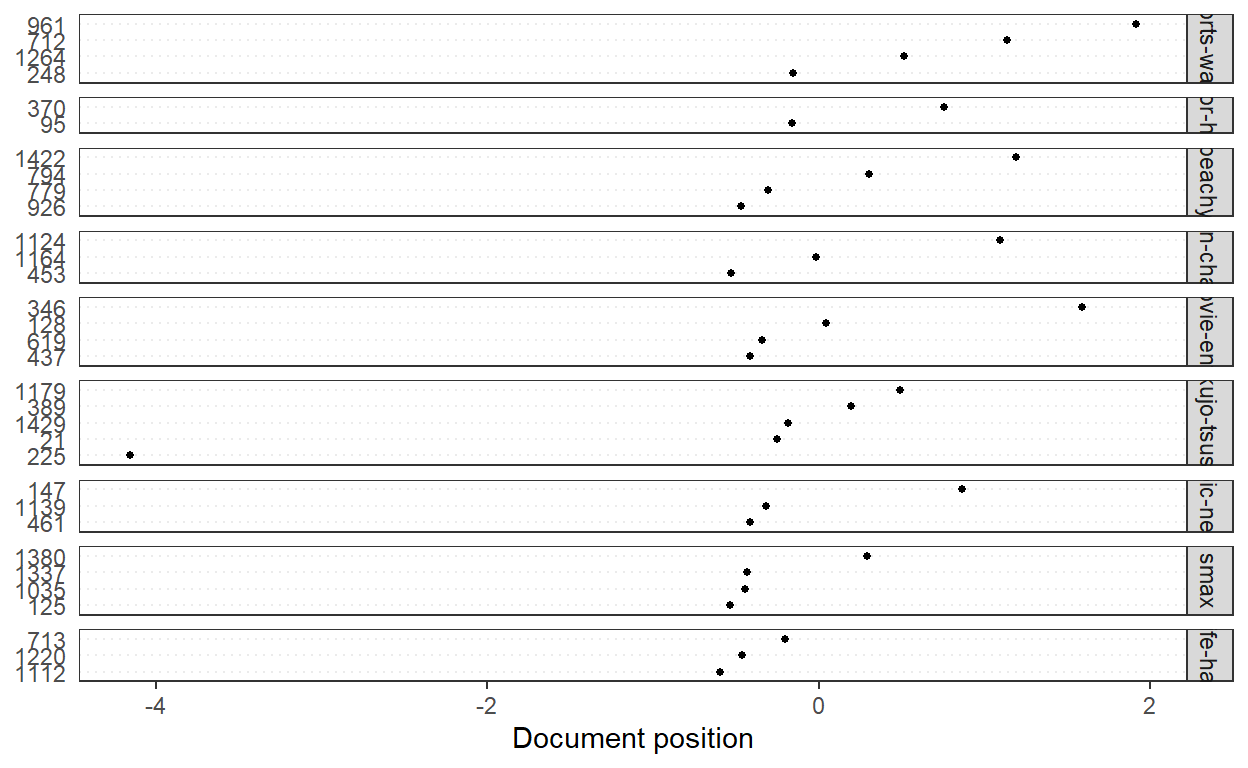 961
712
1264
248
orts-wa
370
95
or-h
1422
794
779
926
peachy
1124
1164
453
n-cha
346
128
619
437
ovie-en
1179
389
1429
21
225
kujo-tsus
147
1139
461
ic-ne
1380
1337
1035
125
smax
713
1220
1112
fe-ha
-4 -2 0 2
Document position